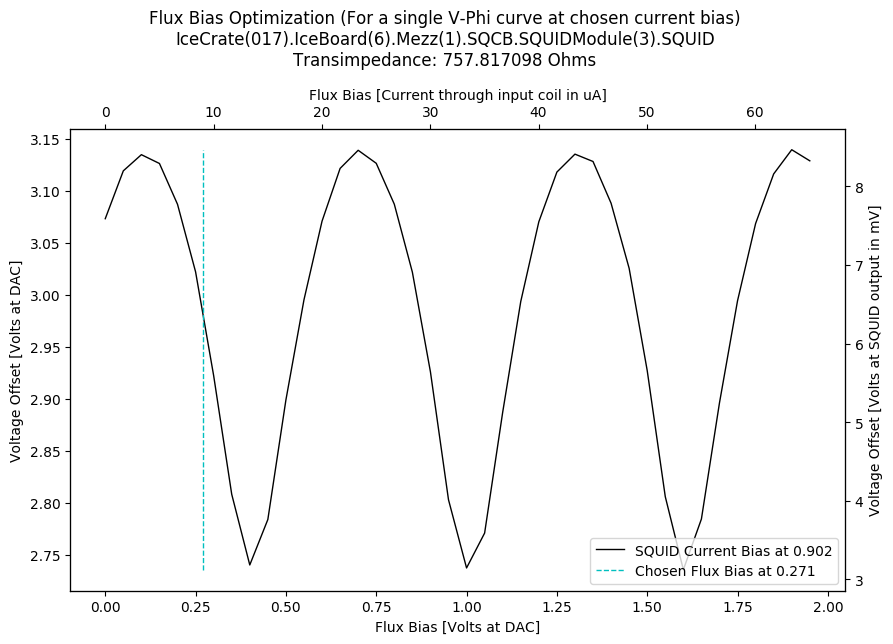 Flux Bias Optimization (For a single V-Phi curve at chosen current bias)
IceCrate(017).IceBoard(6).Mezz(1).SQCB.SQUIDModule(3).SQUID
Transimpedance: 757.817098 Ohms
Flux Bias [Current through input coil in uA]
0 10 20 30 40 50 60
Voltage Offset [Volts at DAC]
3.15
3.10
3.05
3.00
2.95
2.90
2.85
2.80
2.75
8
7
6
5
4
3
Voltage Offset [Volts at SQUID output in mV]
SQUID Current Bias at 0.902
Chosen Flux Bias at 0.271
0.00 0.25 0.50 0.75 1.00 1.25 1.50 1.75 2.00
Flux Bias [Volts at DAC]